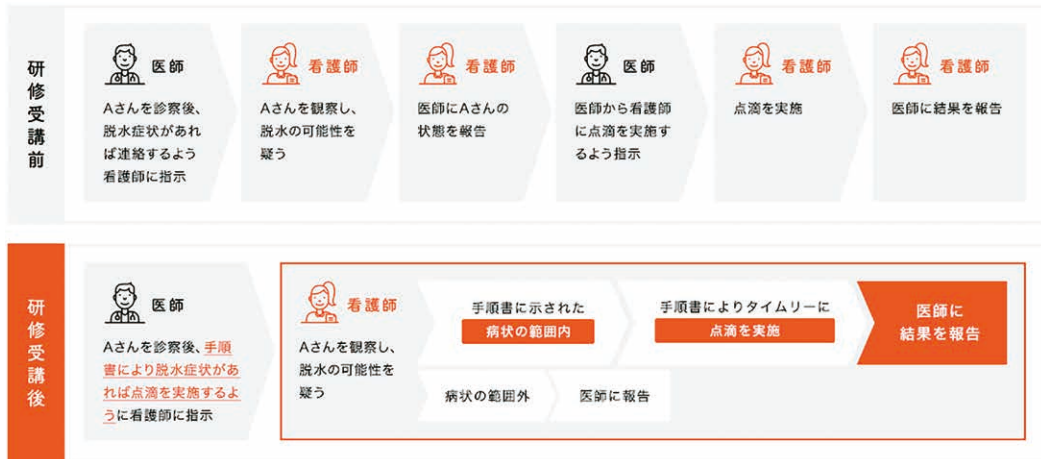 研修受講前
医師
Aさんを診察後、
脱水症状があれ
ば連絡するよう
看護師に指示
看護師
Aさんを観察し、
脱水の可能性を
疑う
看護師
医師にAさんの
状態を報告
医師
医師から看護師
に点滴を実施す
るよう指示
看護師
点滴を実施
看護師
医師に結果を報告
研修受講後
医師
Aさんを診察後、手順
書により脱水症状があ
れば点滴を実施するよ
うに看護師に指示
看護師
Aさんを観察し、
脱水の可能性を
疑う
手順書に示された
病状の範囲内
手順書によりタイムリーに
点滴を実施
医師に
結果を報告
病状の範囲外
医師に報告